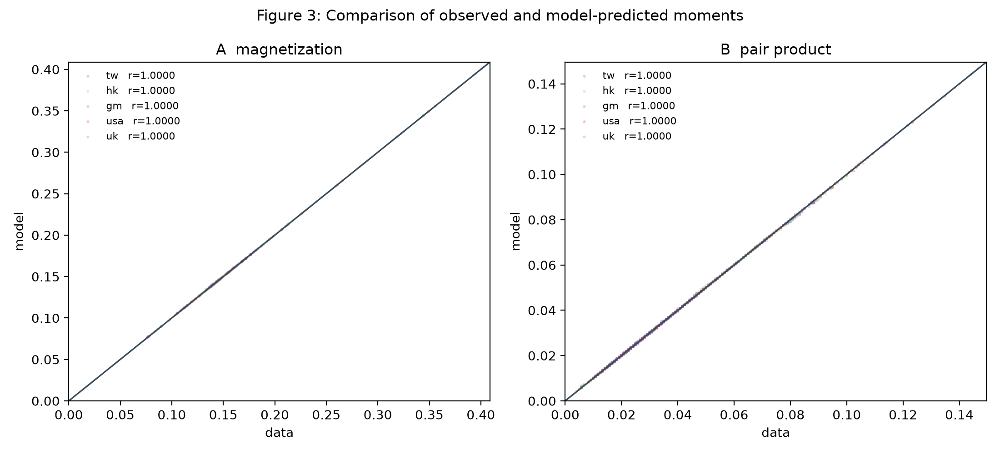 Figure 3: Comparison of observed and model-predicted moments
A magnetization
tw r=1.0000
hk r=1.0000
gm r=1.0000
usa r=1.0000
uk r=1.0000
0.40
0.35
0.30
0.25
0.20
0.15
0.10
0.05
0.00
model
0.00 0.05 0.10 0.15 0.20 0.25 0.30 0.35 0.40
data
B pair product
tw r=1.0000
hk r=1.0000
gm r=1.0000
usa r=1.0000
uk r=1.0000
0.14
0.12
0.10
0.08
0.06
0.04
0.02
0.00
model
0.00 0.02 0.04 0.06 0.08 0.10 0.12 0.14
data